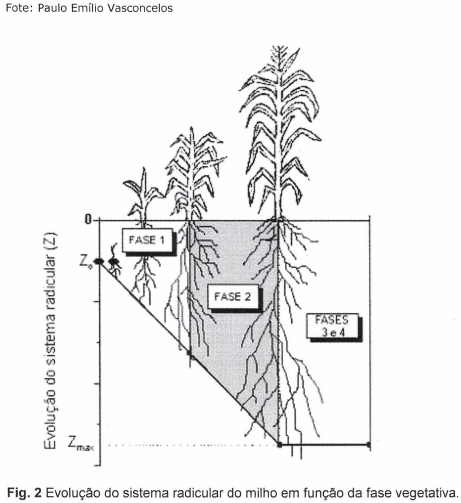 Fote: Paulo Emílio Vasconcelos
0
FASE 1
Z₀
FASE 2
FASES
3 e 4
Evolução do sistema radicular (Z)
Zmax
Fig. 2 Evolução do sistema radicular do milho em função da fase vegetativa.